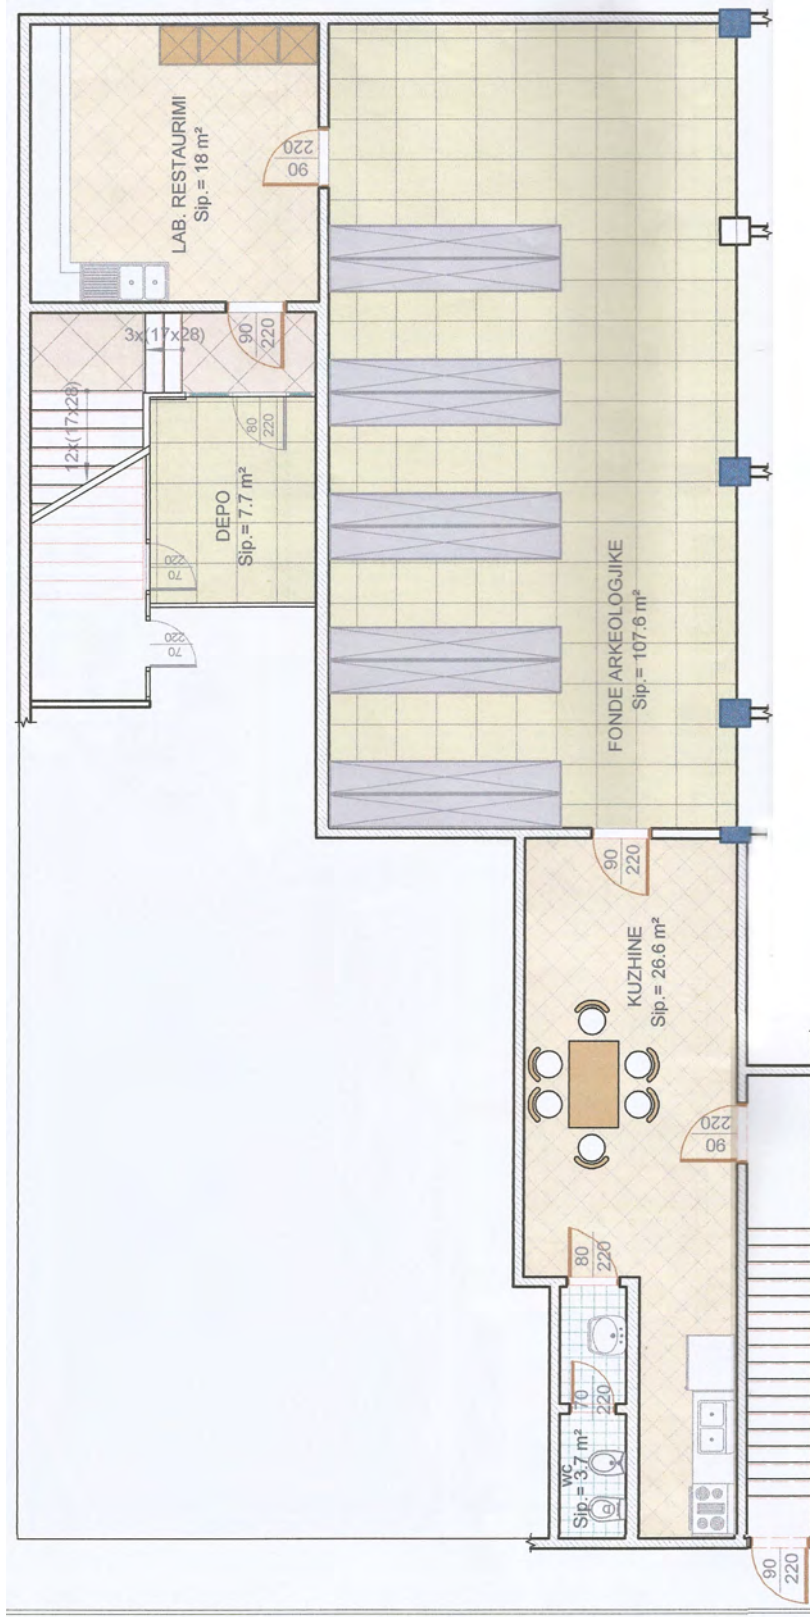 LAB. RESTAURIMI
Sip.= 18 m²
90
220
3x(17x28)
90
220
12x(17x28)
80
220
DEPO
Sip.= 7.7 m²
70
220
70
220
FONDE ARKEOLOGJIKE
Sip.= 107.6 m²
90
220
KUZHINE
Sip.= 26.6 m²
90
220
80
220
70
220
WC
Sip.= 3.7 m²
90
220